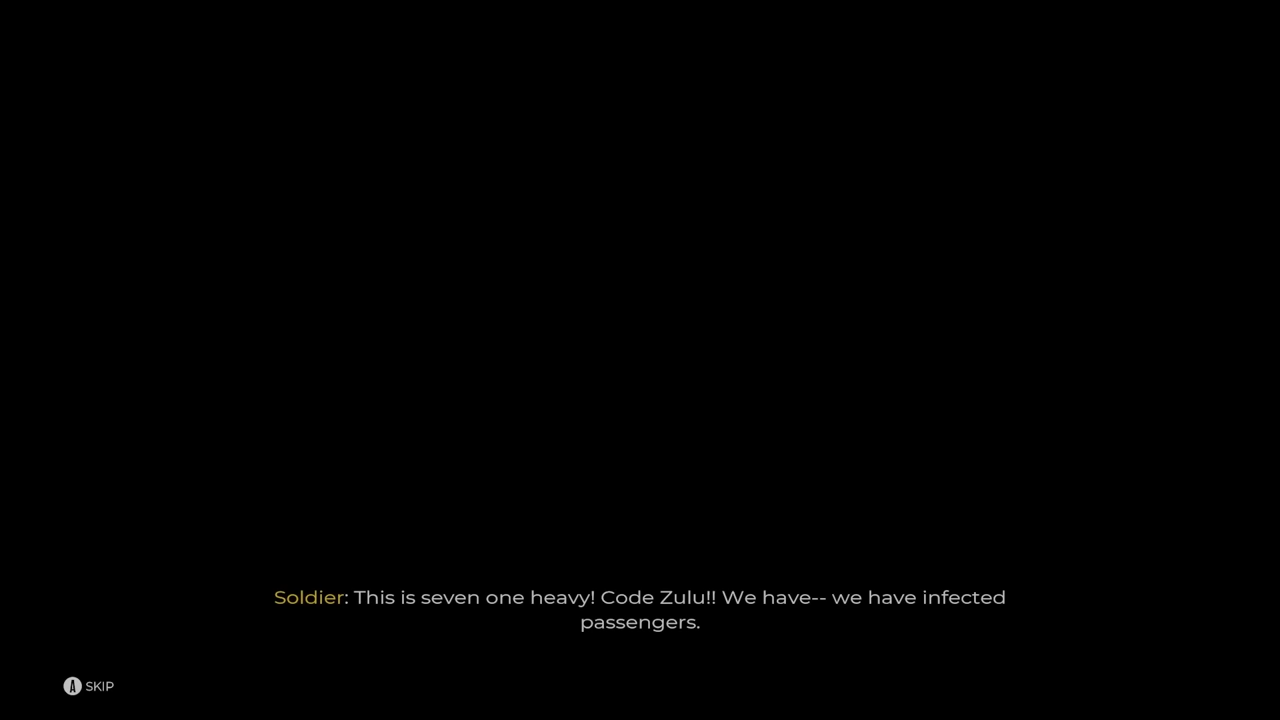 Soldier: This is seven one heavy! Code Zulu!! We have-- we have infected
passengers.
A SKIP